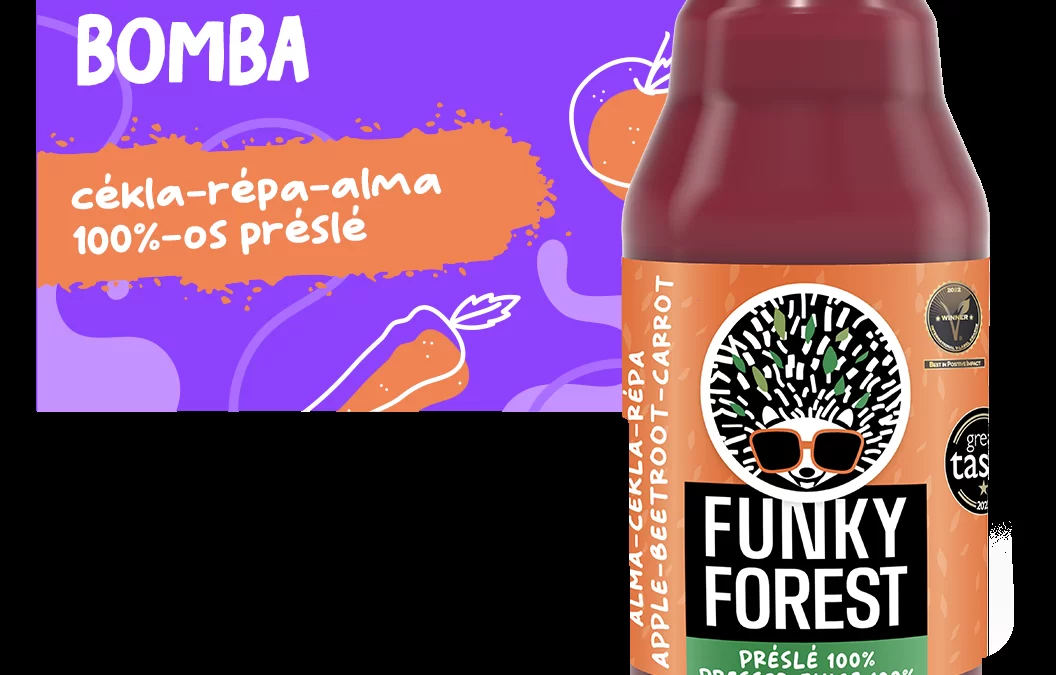 BOMBA
cékla-répa-alma
100%-os préslé
ALMA-CÉKLA-RÉPA
APPLE-BEETROOT-CARROT
2022
WINNER
BEST IN POSITIVE IMPACT
FUNKY
FOREST
PRÉSLÉ 100%